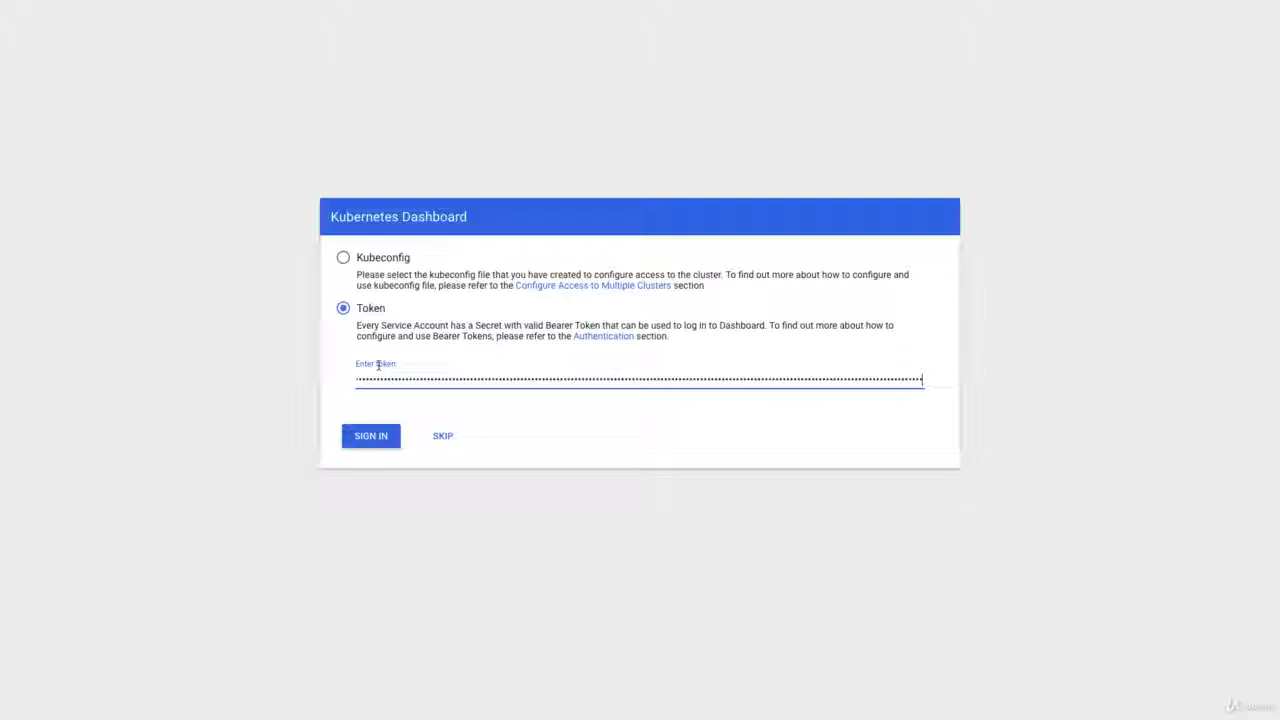 Kubernetes Dashboard
Kubeconfig
Please select the kubeconfig file that you have created to configure access to the cluster. To find out more about how to configure and
use kubeconfig file, please refer to the Configure Access to Multiple Clusters section
Token
Every Service Account has a Secret with valid Bearer Token that can be used to log in to Dashboard. To find out more about how to
configure and use Bearer Tokens, please refer to the Authentication section.
Enter token
SIGN IN
SKIP